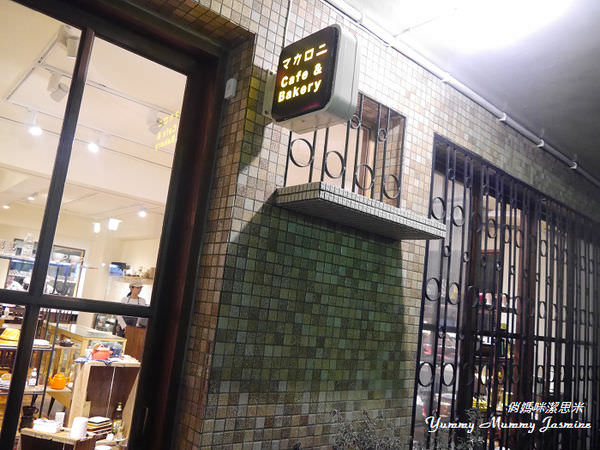 マカロニ
Cafe &
Bakery
俏媽咪潔思米
Yummy Mummy Jasmine